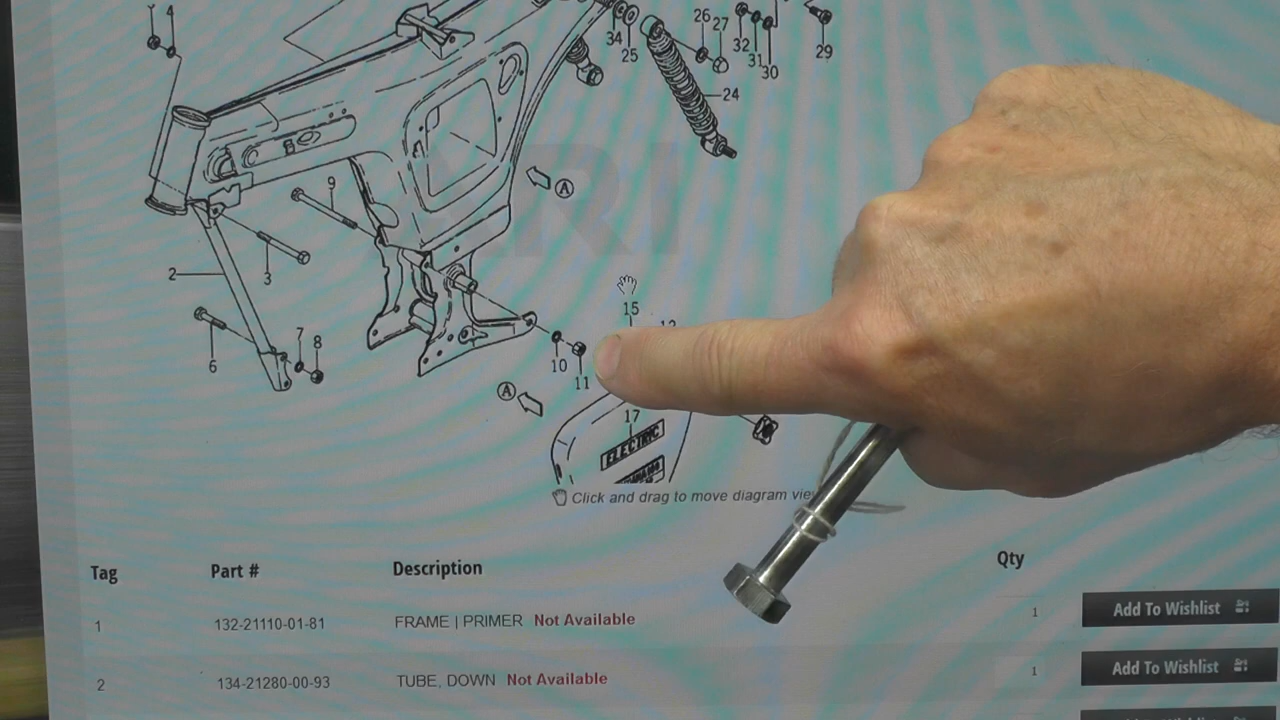 4
34
25
26
27
32
31
30
29
24
RI
A
9
3
2
6
7
8
10
11
15
A
17
ELECTRIC
Click and drag to move diagram
Tag Part # Description Qty
1 132-21110-01-81 FRAME | PRIMER Not Available 1 Add To Wishlist
2 134-21280-00-93 TUBE, DOWN Not Available 1 Add To Wishlist